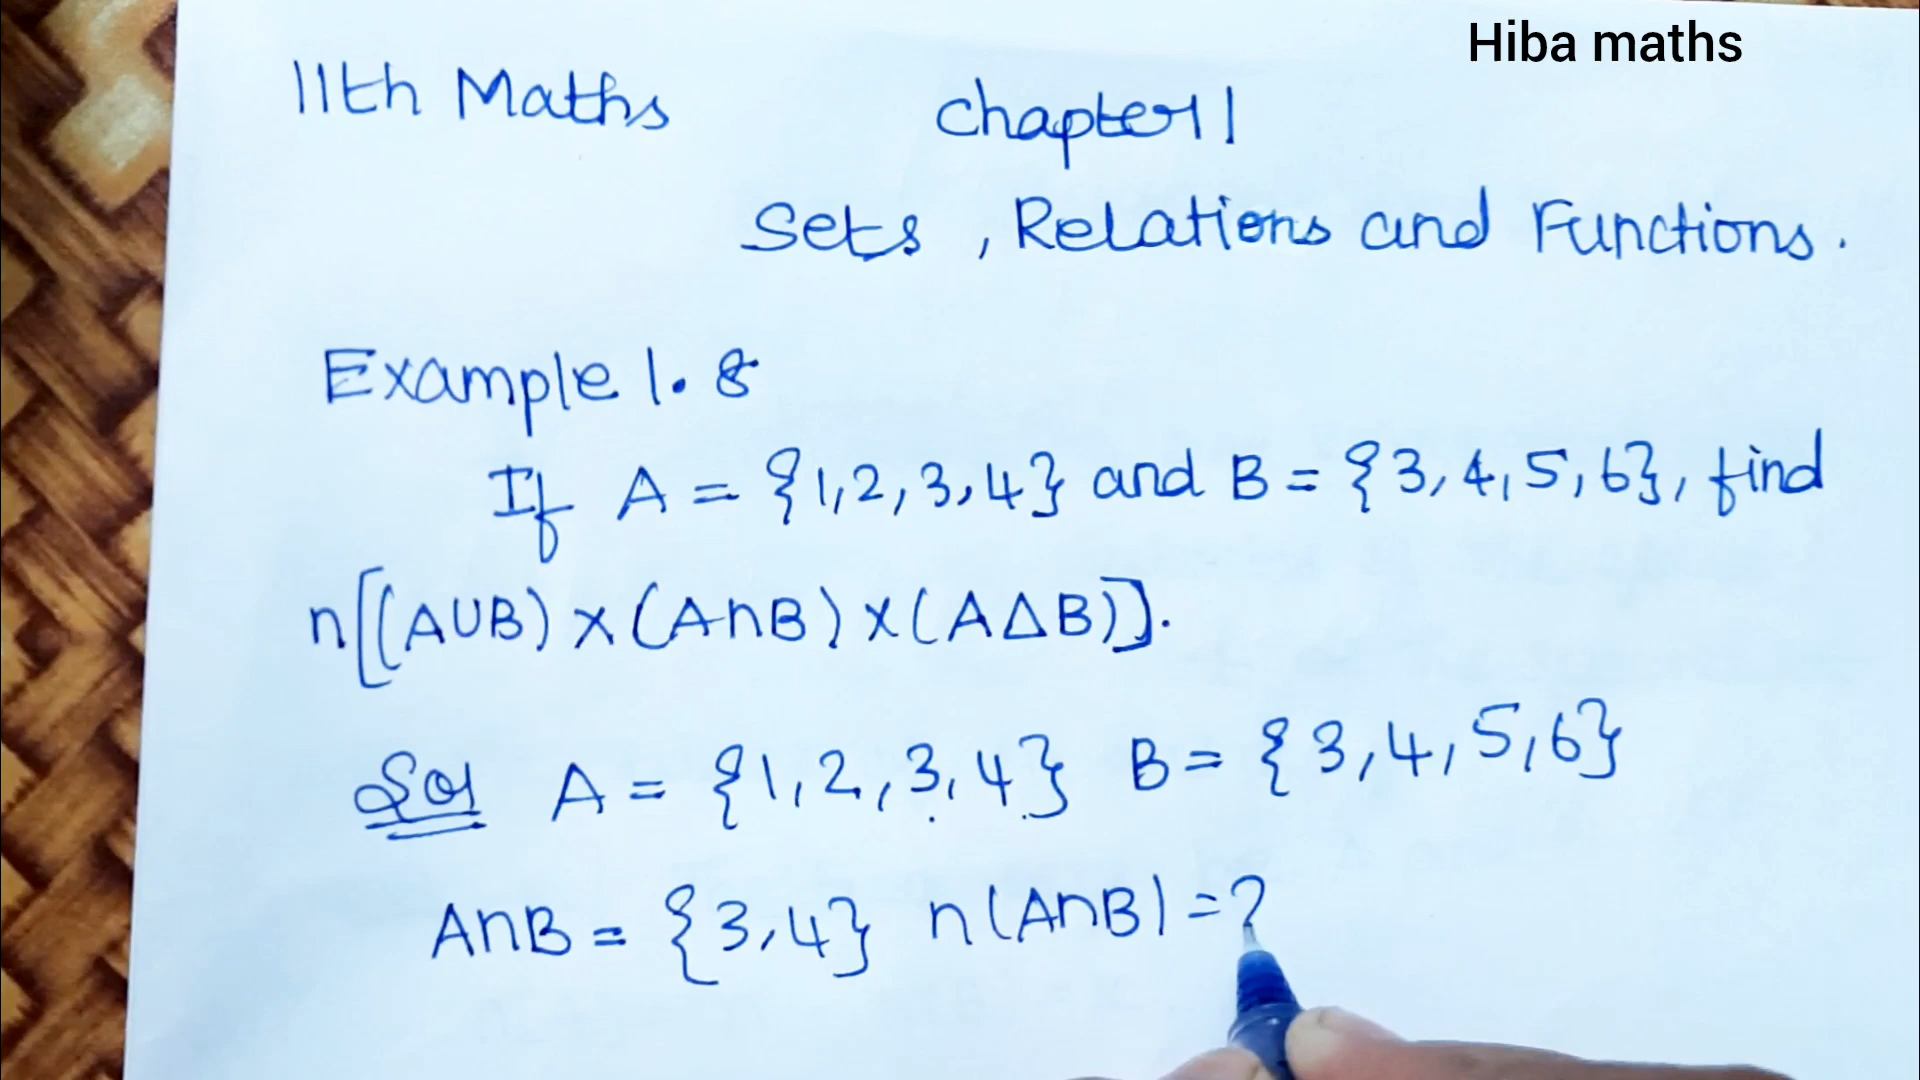 Hiba maths
11th Maths chapter 1
Sets, Relations and Functions.
Example 1.8
If A = {1,2,3,4} and B = {3,4,5,6}, find
n[(A∪B) × (A∩B) × (A∆B)].
Sol A = {1,2,3,4} B = {3,4,5,6}
A∩B = {3,4} n(A∩B) =